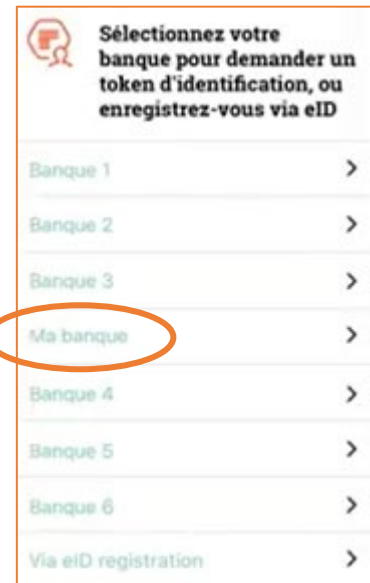 Sélectionnez votre
banque pour demander un
token d'identification, ou
enregistrez-vous via eID
Banque 1
Banque 2
Banque 3
Ma banque
Banque 4
Banque 5
Banque 6
Via eID registration